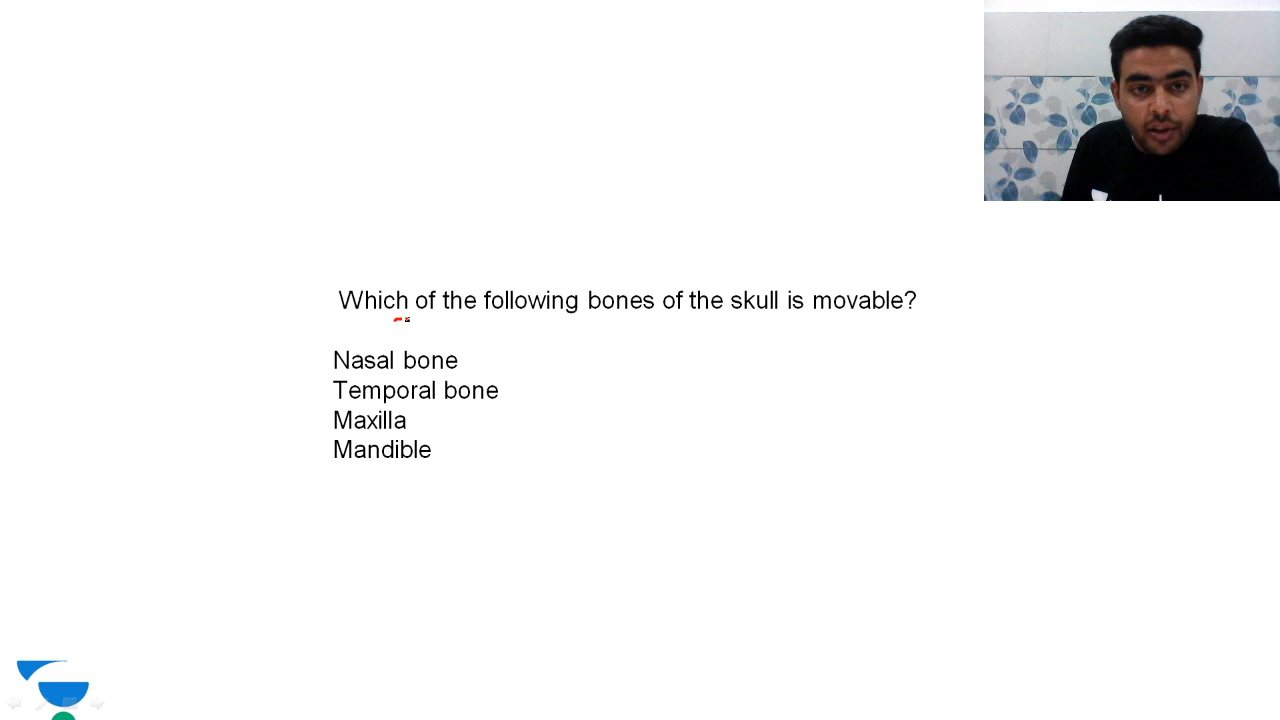 Which of the following bones of the skull is movable?
Nasal bone
Temporal bone
Maxilla
Mandible